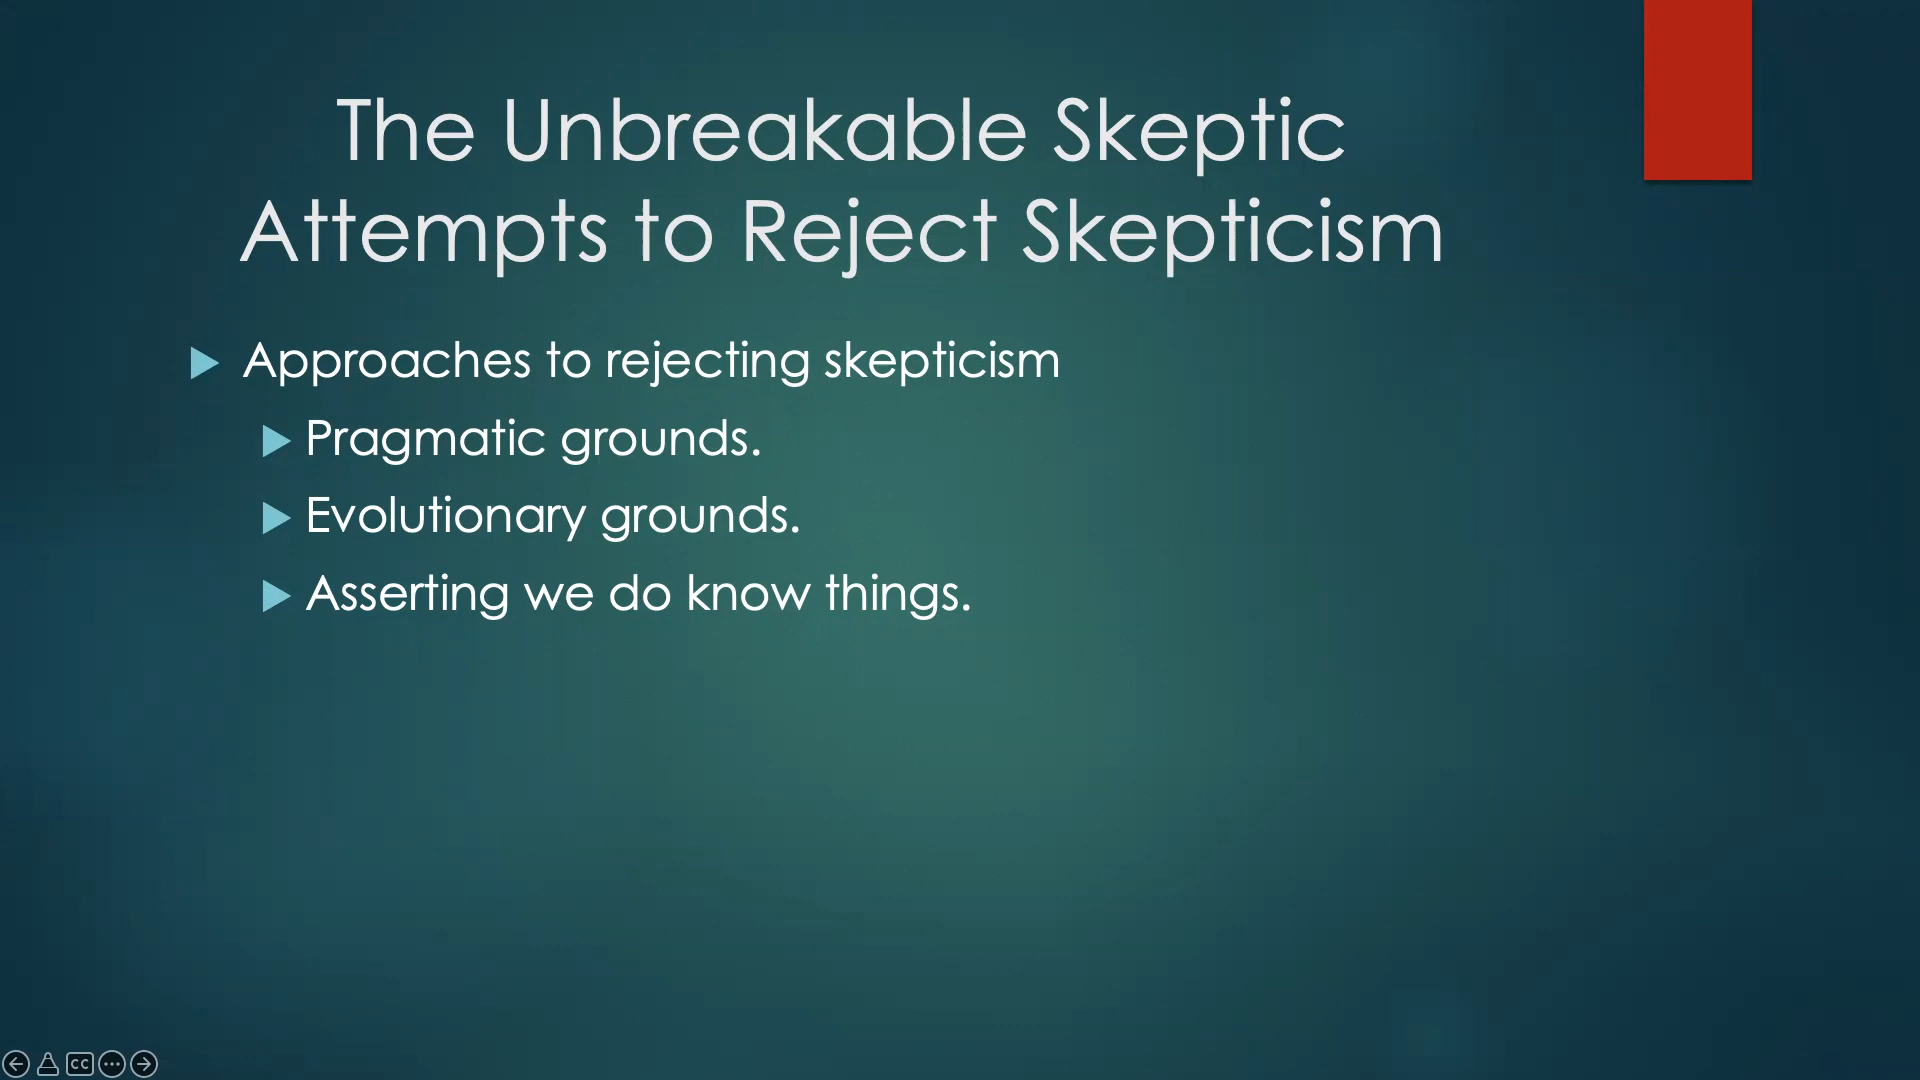 The Unbreakable Skeptic
Attempts to Reject Skepticism
Approaches to rejecting skepticism
Pragmatic grounds.
Evolutionary grounds.
Asserting we do know things.
CC